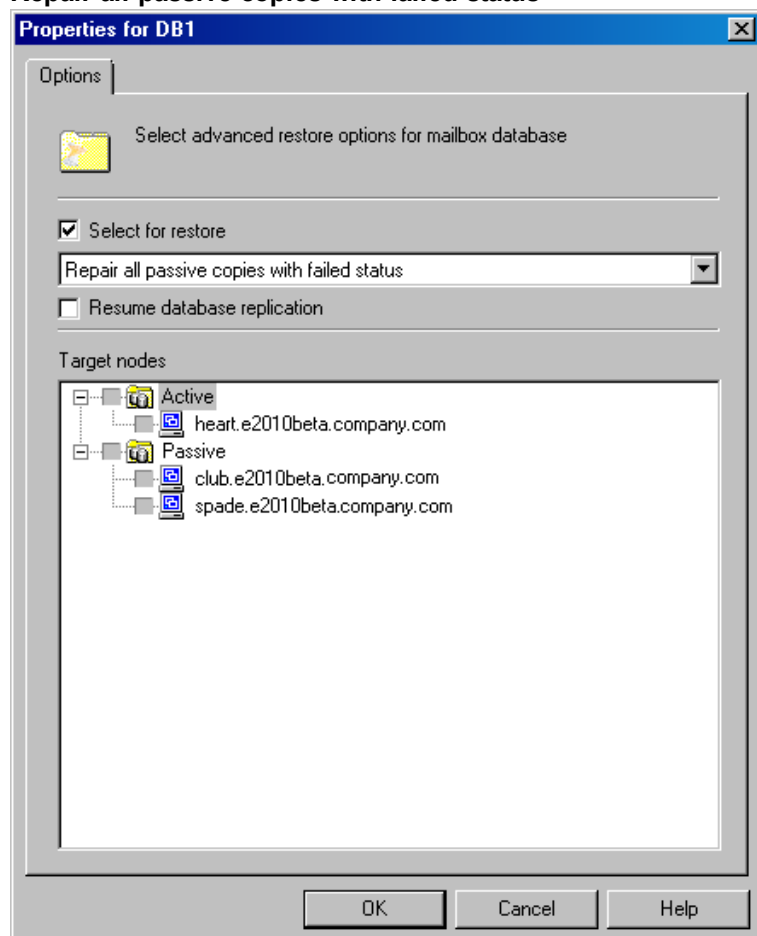 Repair all passive copies with failed status
Properties for DB1
Options
Select advanced restore options for mailbox database
Select for restore
Repair all passive copies with failed status
Resume database replication
Target nodes
Active
heart.e2010beta.company.com
Passive
club.e2010beta.company.com
spade.e2010beta.company.com
OK
Cancel
Help